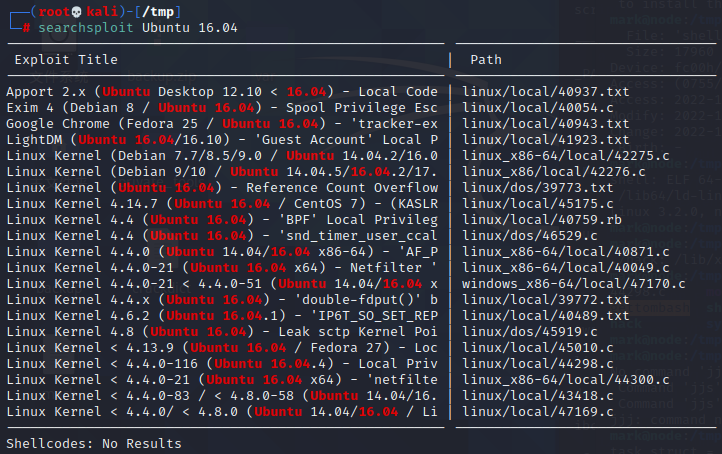 (root💀kali)-[/tmp]
# searchsploit Ubuntu 16.04
Exploit Title | Path
Apport 2.x (Ubuntu Desktop 12.10 < 16.04) - Local Code | linux/local/40937.txt
Exim 4 (Debian 8 / Ubuntu 16.04) - Spool Privilege Esc | linux/local/40054.c
Google Chrome (Fedora 25 / Ubuntu 16.04) - 'tracker-ex | linux/local/40943.txt
LightDM (Ubuntu 16.04/16.10) - 'Guest Account' Local P | linux/local/41923.txt
Linux Kernel (Debian 7.7/8.5/9.0 / Ubuntu 14.04.2/16.0 | linux_x86-64/local/42275.c
Linux Kernel (Debian 9/10 / Ubuntu 14.04.5/16.04.2/17. | linux_x86/local/42276.c
Linux Kernel (Ubuntu 16.04) - Reference Count Overflow | linux/dos/39773.txt
Linux Kernel 4.14.7 (Ubuntu 16.04 / CentOS 7) - (KASLR | linux/local/45175.c
Linux Kernel 4.4 (Ubuntu 16.04) - 'BPF' Local Privileg | linux/local/40759.rb
Linux Kernel 4.4 (Ubuntu 16.04) - 'snd_timer_user_ccal | linux/dos/46529.c
Linux Kernel 4.4.0 (Ubuntu 14.04/16.04 x86-64) - 'AF_P | linux_x86-64/local/40871.c
Linux Kernel 4.4.0-21 (Ubuntu 16.04 x64) - Netfilter ' | linux_x86-64/local/40049.c
Linux Kernel 4.4.0-21 < 4.4.0-51 (Ubuntu 14.04/16.04 x | windows_x86-64/local/47170.c
Linux Kernel 4.4.x (Ubuntu 16.04) - 'double-fdput()' b | linux/local/39772.txt
Linux Kernel 4.6.2 (Ubuntu 16.04.1) - 'IP6T_SO_SET_REP | linux/local/40489.txt
Linux Kernel 4.8 (Ubuntu 16.04) - Leak sctp Kernel Poi | linux/dos/45919.c
Linux Kernel < 4.13.9 (Ubuntu 16.04 / Fedora 27) - Loc | linux/local/45010.c
Linux Kernel < 4.4.0-116 (Ubuntu 16.04.4) - Local Priv | linux/local/44298.c
Linux Kernel < 4.4.0-21 (Ubuntu 16.04 x64) - 'netfilte | linux_x86-64/local/44300.c
Linux Kernel < 4.4.0-83 / < 4.8.0-58 (Ubuntu 14.04/16. | linux/local/43418.c
Linux Kernel < 4.4.0/ < 4.8.0 (Ubuntu 14.04/16.04 / Li | linux/local/47169.c
Shellcodes: No Results